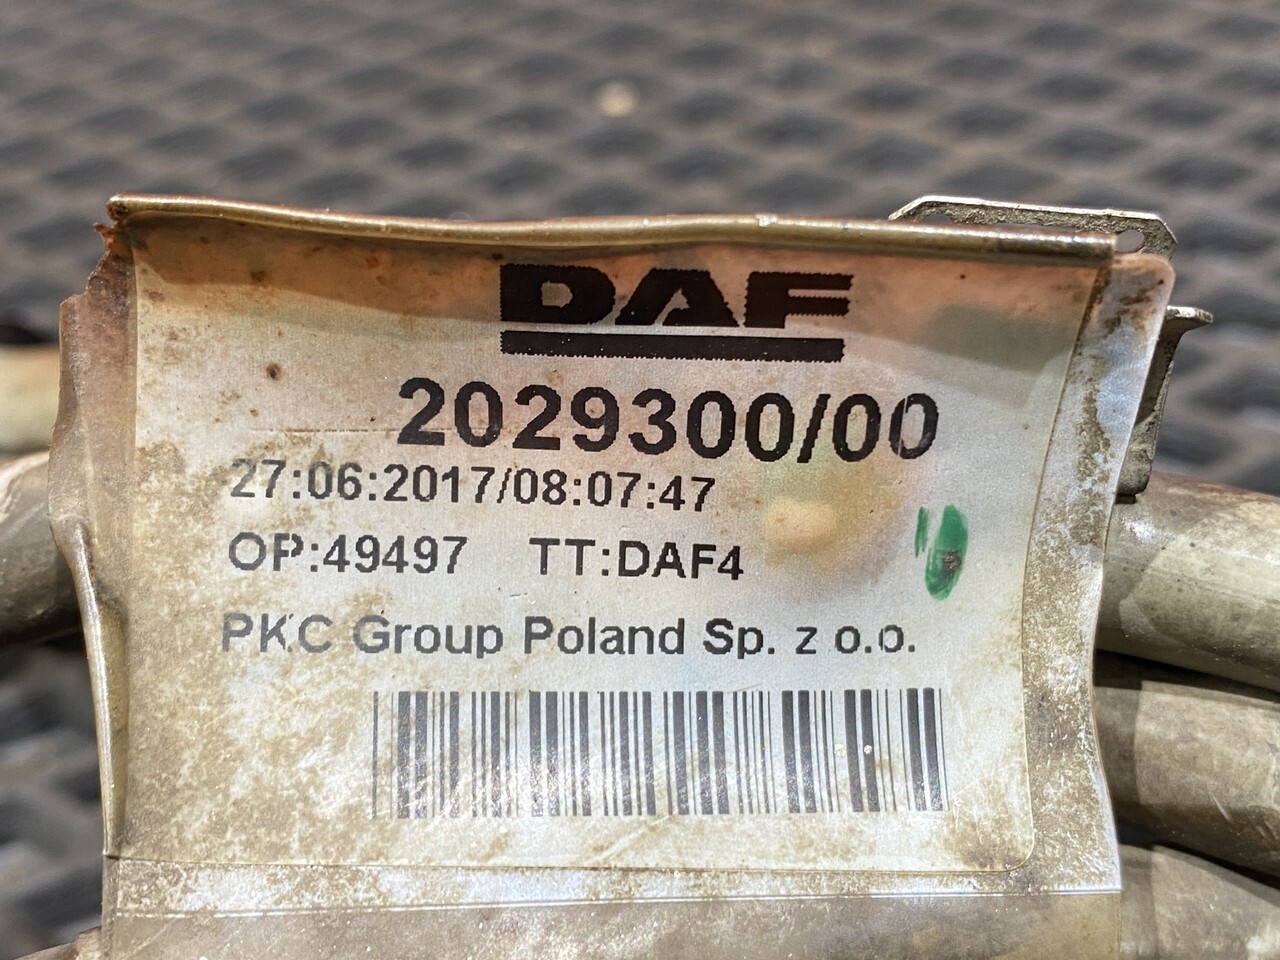 DAF
2029300/00
27:06:2017/08:07:47
OP:49497 TT:DAF4
PKC Group Poland Sp. z o.o.